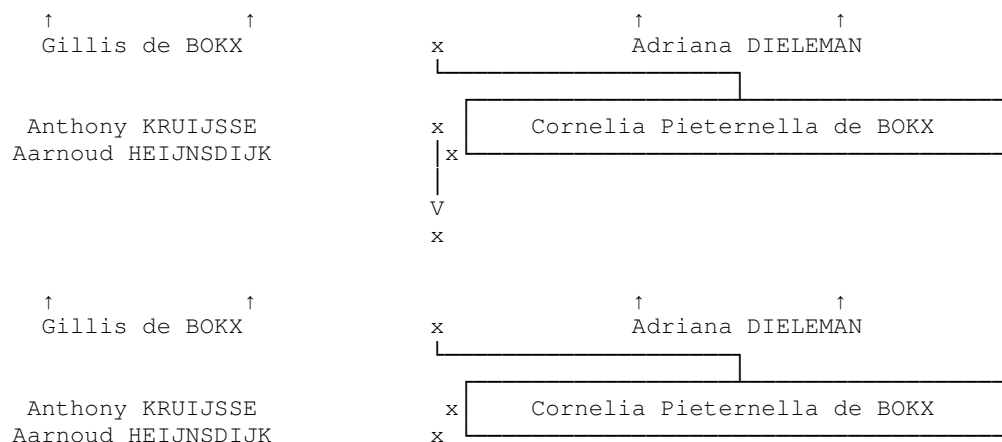 ↑ ↑ ↑ ↑
Gillis de BOKX x Adriana DIELEMAN
Anthony KRUIJSSE x Cornelia Pieternella de BOKX
Aarnoud HEIJNSDIJK x
V
x
↑ ↑ ↑ ↑
Gillis de BOKX x Adriana DIELEMAN
Anthony KRUIJSSE x Cornelia Pieternella de BOKX
Aarnoud HEIJNSDIJK x